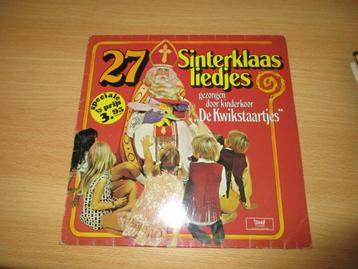 27 Sinterklaas
liedjes
gezongen
door kinderkoor
„De Kwikstaartjes"
speciale
prijs
3.95